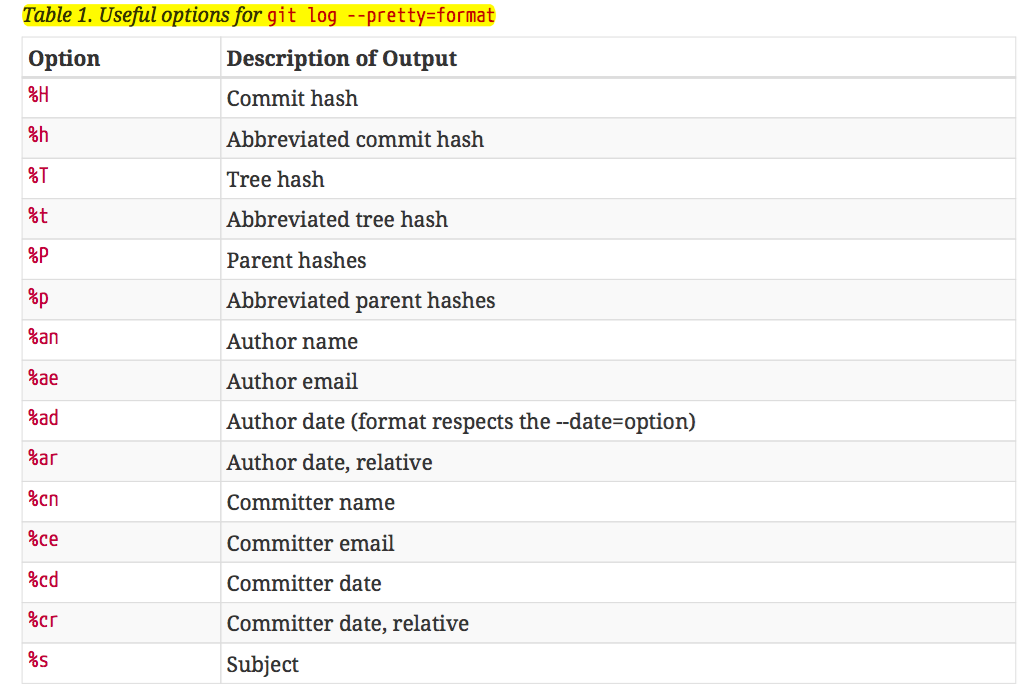 Table 1. Useful options for git log --pretty=format
Option Description of Output
%H Commit hash
%h Abbreviated commit hash
%T Tree hash
%t Abbreviated tree hash
%P Parent hashes
%p Abbreviated parent hashes
%an Author name
%ae Author email
%ad Author date (format respects the --date=option)
%ar Author date, relative
%cn Committer name
%ce Committer email
%cd Committer date
%cr Committer date, relative
%s Subject